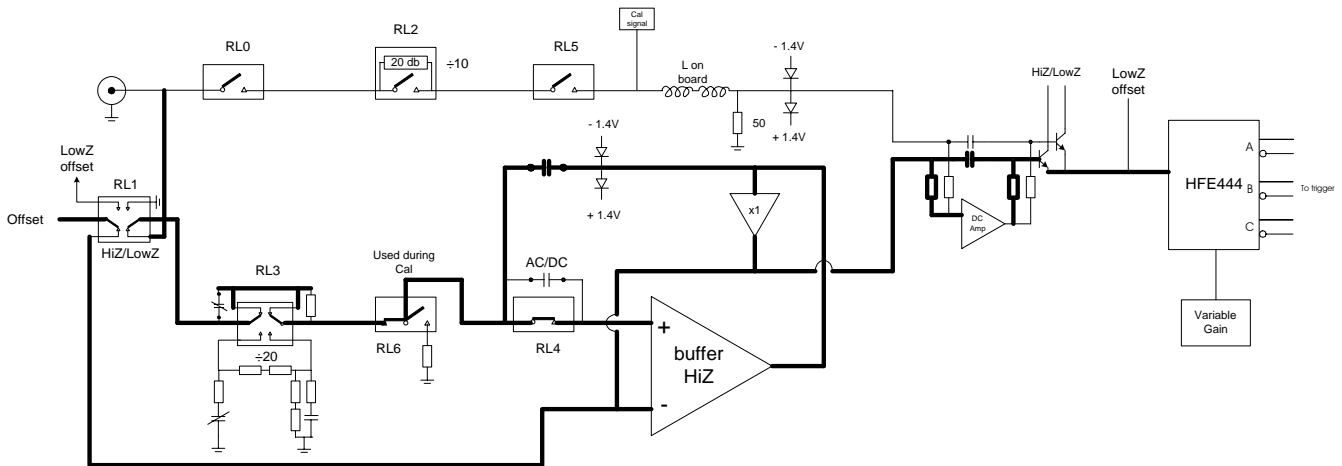 Cal
signal
RL0
RL2
20 db
÷10
RL5
L on
board
- 1.4V
50
+ 1.4V
HiZ/LowZ
LowZ
offset
HFE444
A
B
C
To trigger
Variable
Gain
DC
Amp
LowZ
offset
RL1
Offset
HiZ/LowZ
RL3
÷20
Used during
Cal
RL6
- 1.4V
+ 1.4V
x1
AC/DC
RL4
+
buffer
HiZ
-